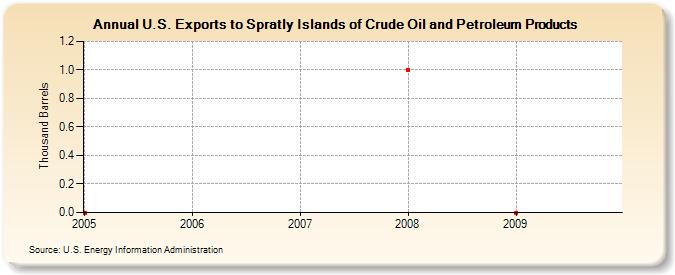 Annual U.S. Exports to Spratly Islands of Crude Oil and Petroleum Products
Thousand Barrels
1.2
1.0
0.8
0.6
0.4
0.2
0.0
2005 2006 2007 2008 2009
Source: U.S. Energy Information Administration